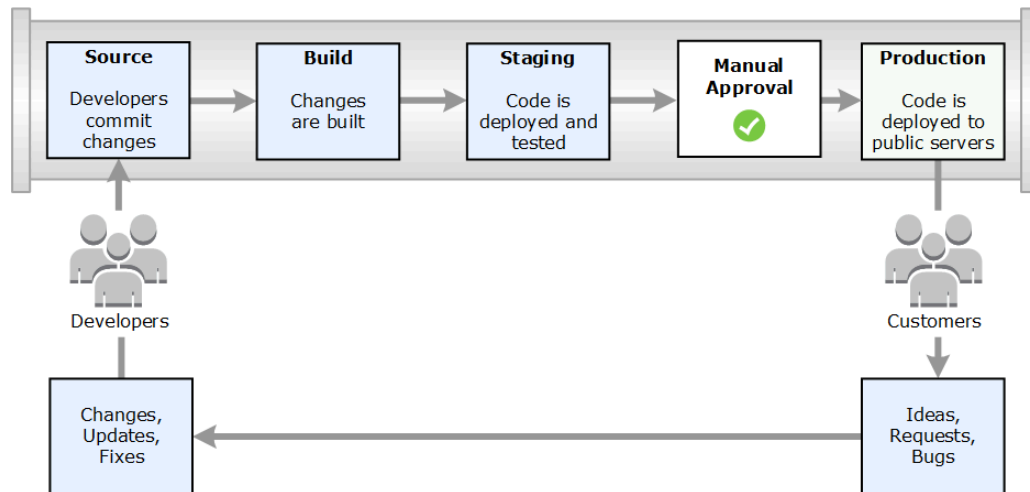 Source
Developers
commit
changes
Build
Changes
are built
Staging
Code is
deployed and
tested
Manual
Approval
Production
Code is
deployed to
public servers
Developers
Customers
Changes,
Updates,
Fixes
Ideas,
Requests,
Bugs